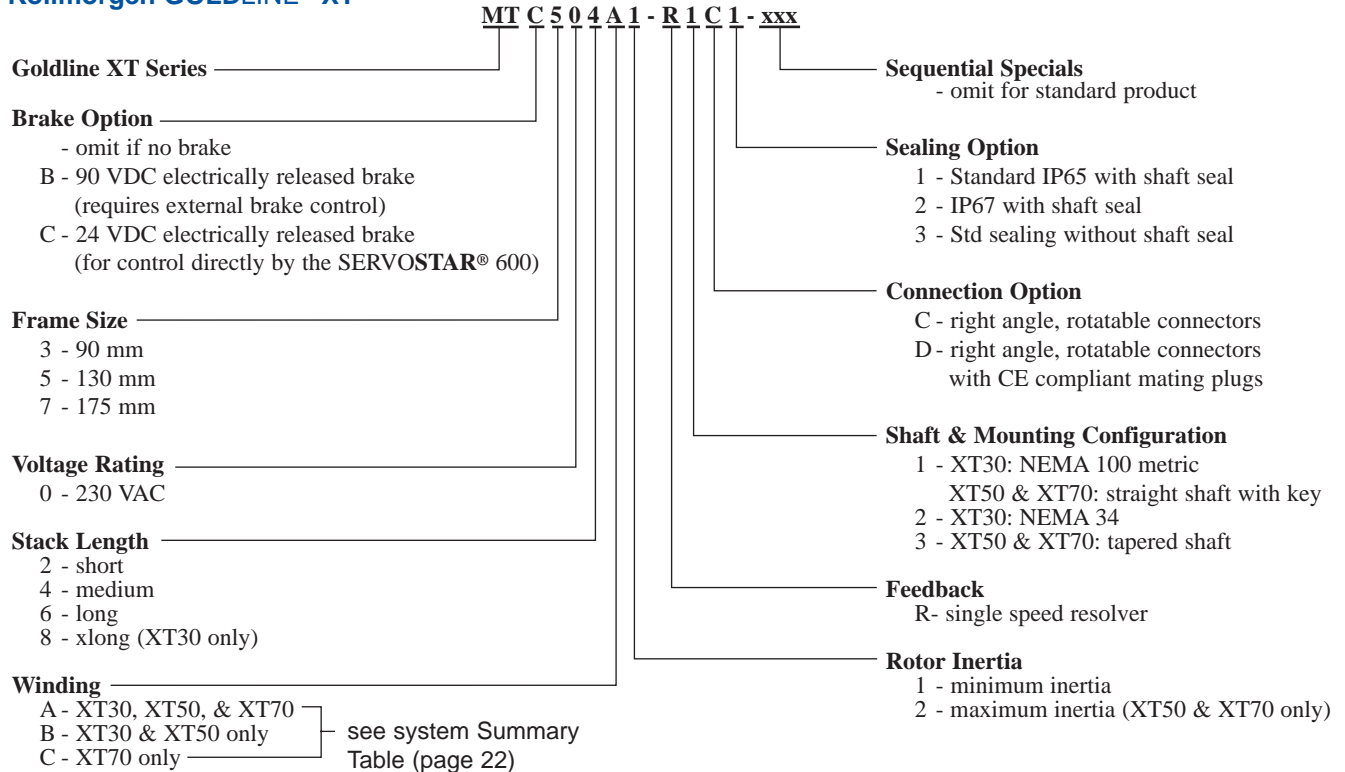 Kollmorgen GOLDLINE® XT
MT C 5 0 4 A 1 - R 1 C 1 - xxx
Goldline XT Series
Brake Option
- omit if no brake
B - 90 VDC electrically released brake
(requires external brake control)
C - 24 VDC electrically released brake
(for control directly by the SERVOSTAR® 600)
Frame Size
3 - 90 mm
5 - 130 mm
7 - 175 mm
Voltage Rating
0 - 230 VAC
Stack Length
2 - short
4 - medium
6 - long
8 - xlong (XT30 only)
Winding
A - XT30, XT50, & XT70
B - XT30 & XT50 only
C - XT70 only
see system Summary
Table (page 22)
Sequential Specials
- omit for standard product
Sealing Option
1 - Standard IP65 with shaft seal
2 - IP67 with shaft seal
3 - Std sealing without shaft seal
Connection Option
C - right angle, rotatable connectors
D - right angle, rotatable connectors
with CE compliant mating plugs
Shaft & Mounting Configuration
1 - XT30: NEMA 100 metric
XT50 & XT70: straight shaft with key
2 - XT30: NEMA 34
3 - XT50 & XT70: tapered shaft
Feedback
R- single speed resolver
Rotor Inertia
1 - minimum inertia
2 - maximum inertia (XT50 & XT70 only)